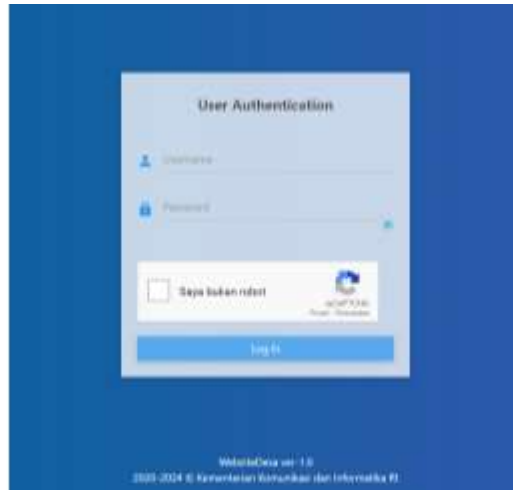 User Authentication
Username
Password
Saya bukan robot
reCAPTCHA
Log In
WebsiteDesa ver 1.0
2020-2024 © Kementerian Komunikasi dan Informatika RI